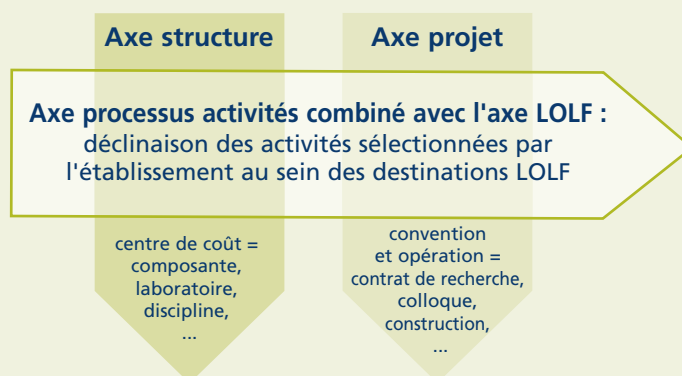 Axe structure
Axe projet
Axe processus activités combiné avec l'axe LOLF :
déclinaison des activités sélectionnées par
l'établissement au sein des destinations LOLF
centre de coût =
composante,
laboratoire,
discipline,
...
convention
et opération =
contrat de recherche,
colloque,
construction,
...